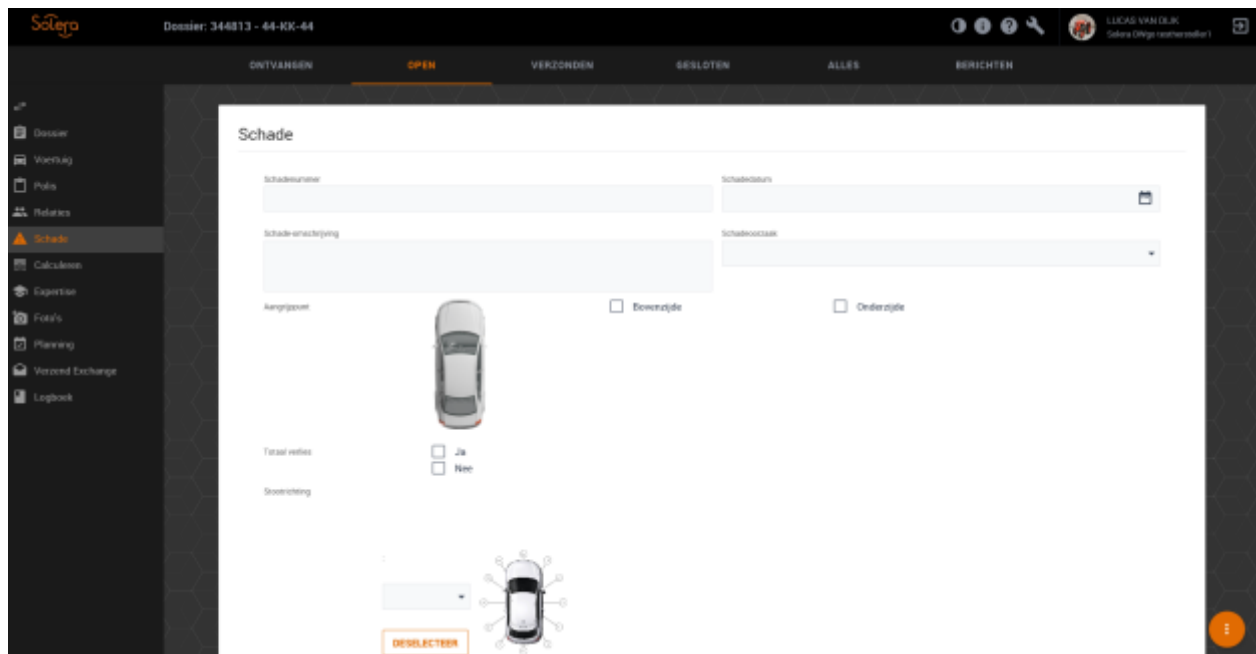 Solera
Dossier: 344813 - 44-KK-44
LUCAS VAN DIJK
ONTVANGEN OPEN VERZONDEN GESLOTEN ALLES BERICHTEN
Dossier
Voertuig
Polis
Relaties
Schade
Calculeren
Expertise
Foto's
Planning
Verzend Exchange
Logboek
Schade
Schadenummer Schadedatum
Schade-omschrijving Schadeoorzaak
Aangrijppunt Bovenzijde Onderzijde
Totaal verlies Ja
Nee
Stootrichting
DESELECTEER